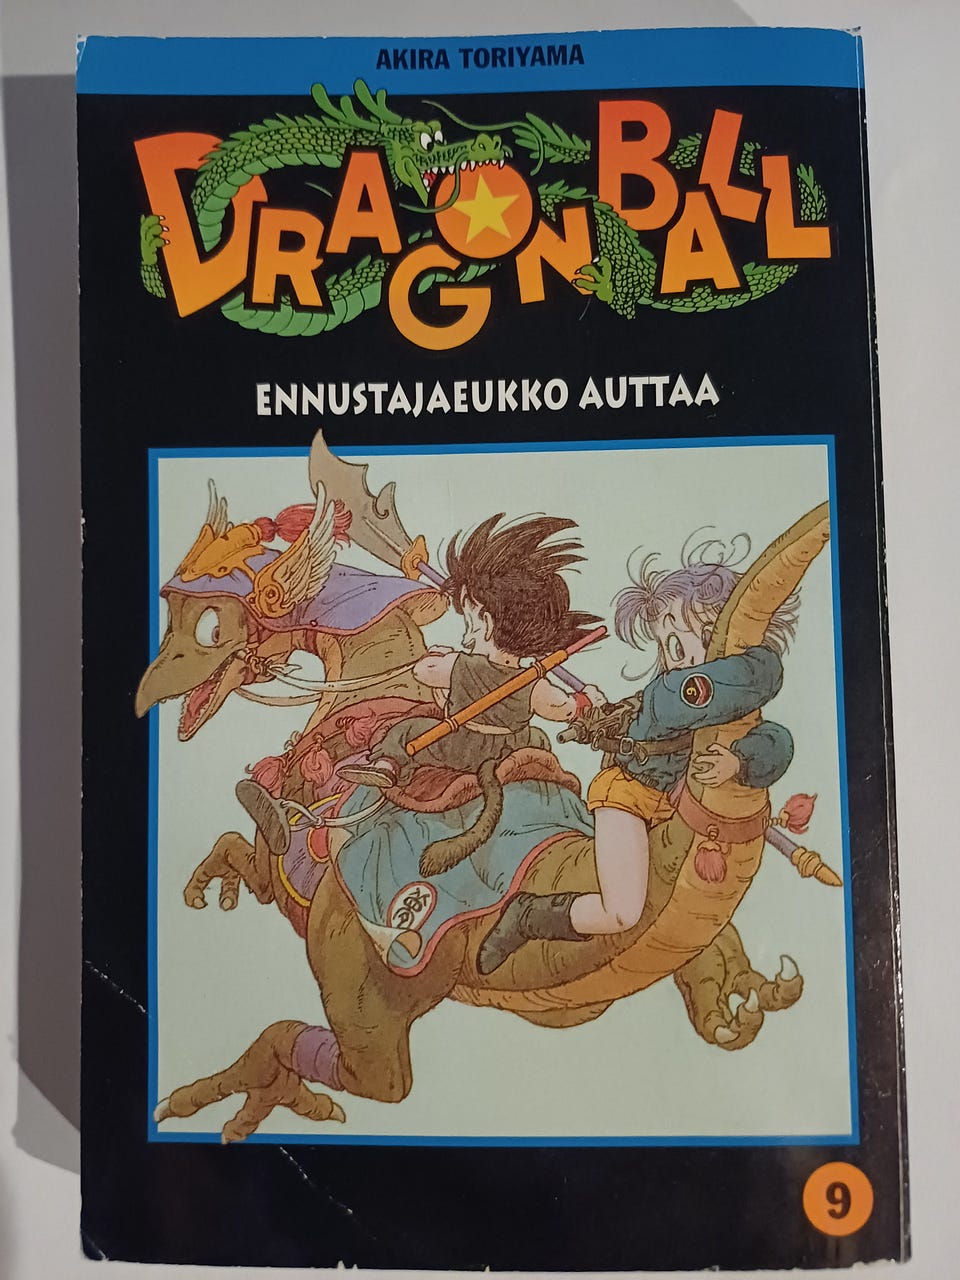 AKIRA TORIYAMA
DRAGON BALL
ENNUSTAJAEUKKO AUTTAA
9